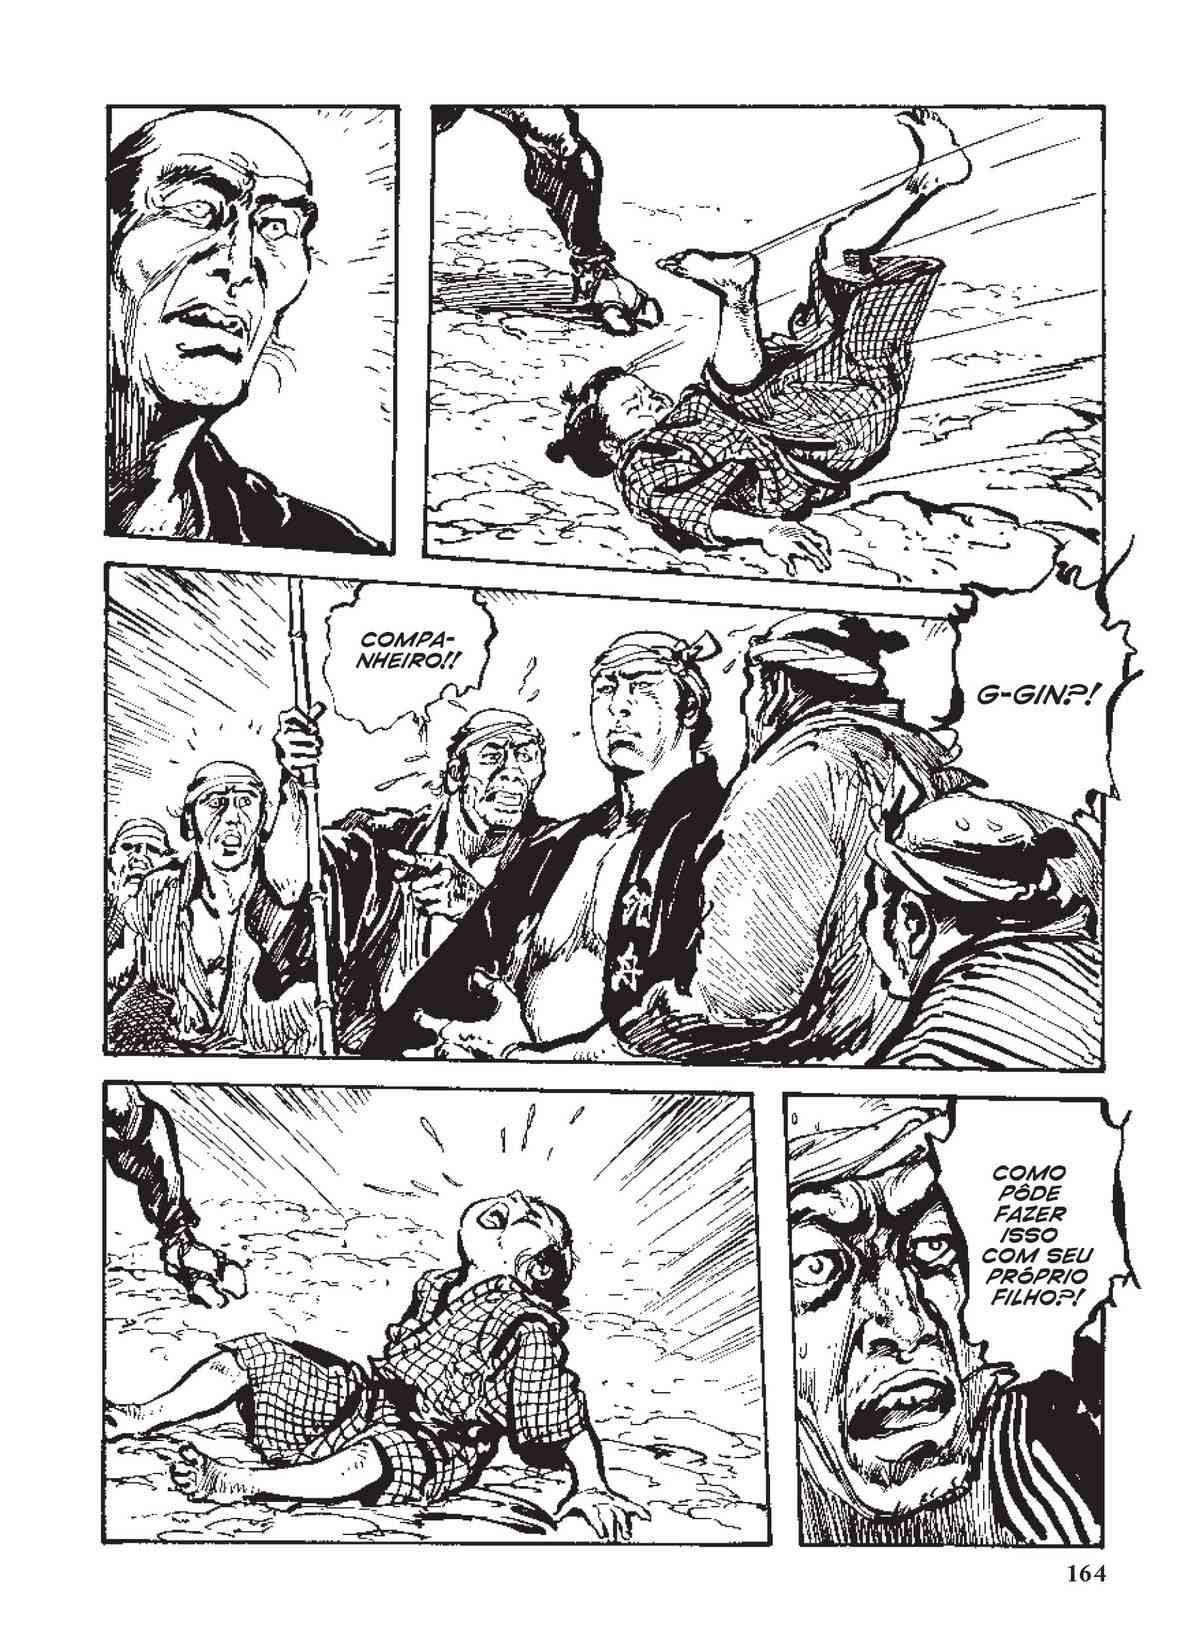 COMPA-
NHEIRO!!
G-GIN?!
COMO
PÔDE
FAZER
ISSO
COM SEU
PRÓPRIO
FILHO?!
164